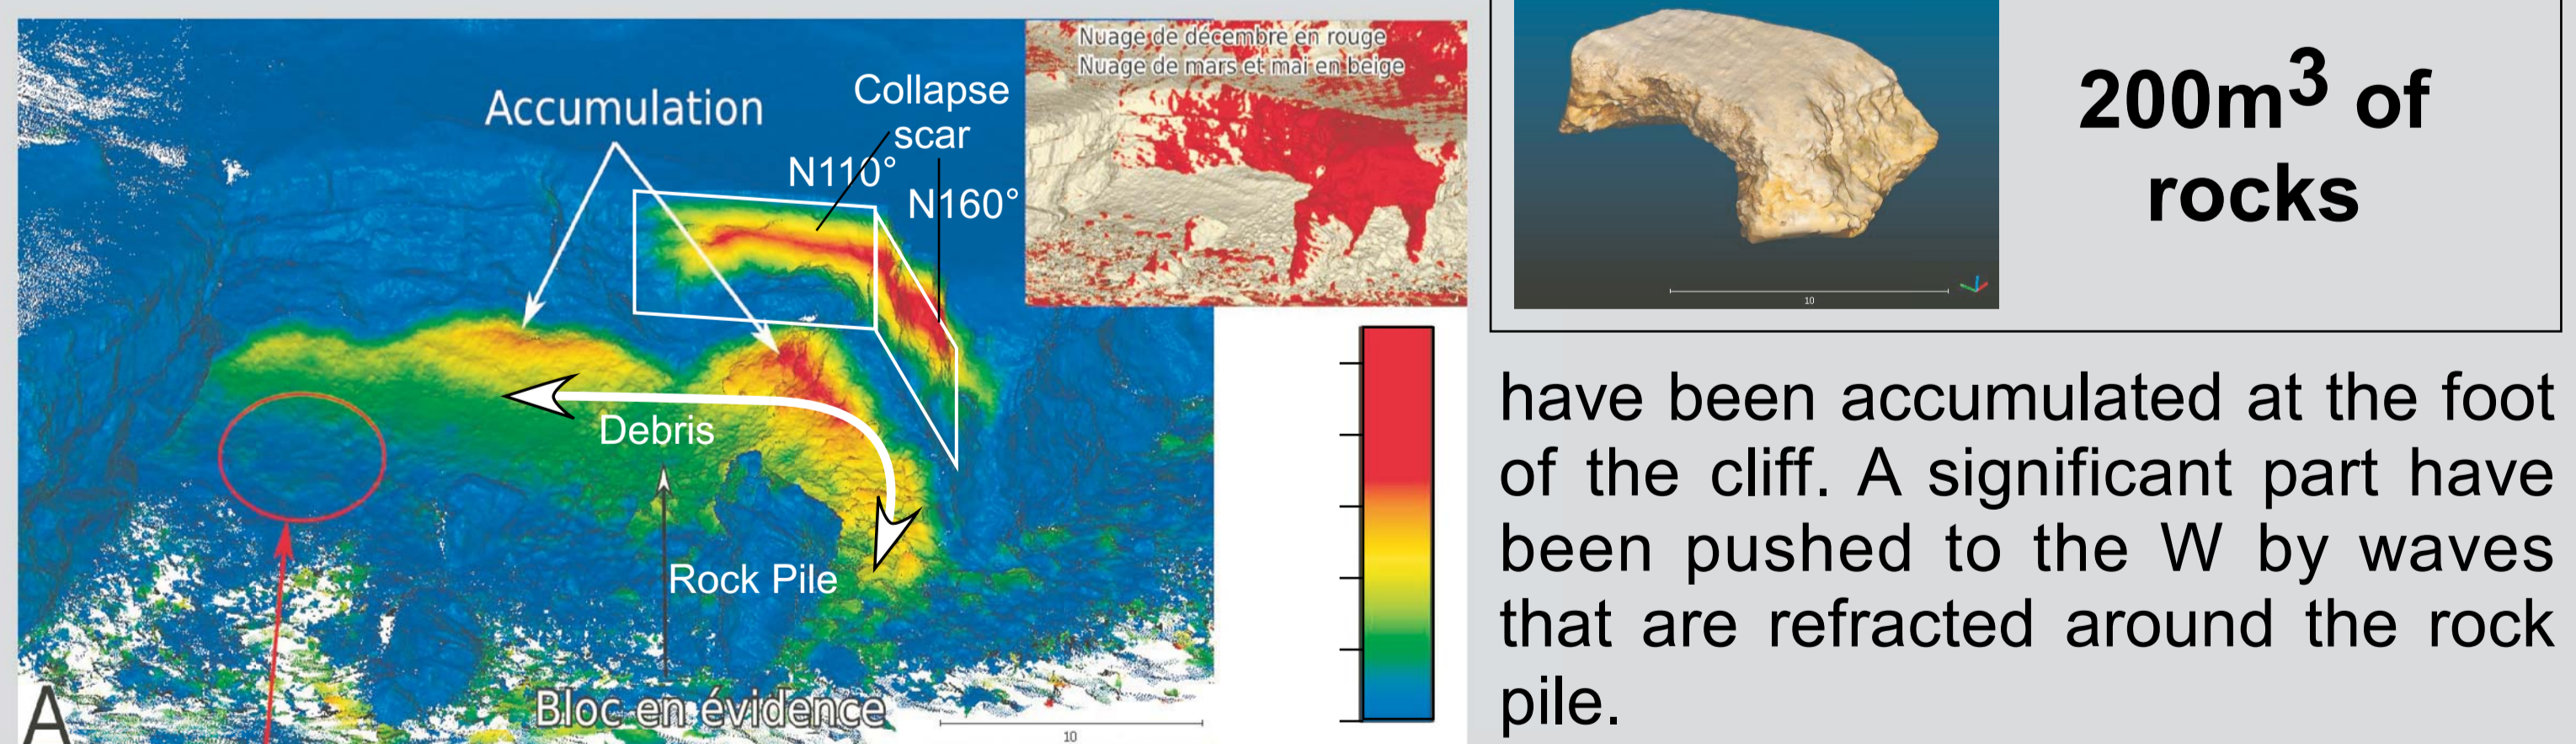 Nuage de décembre en rouge
Nuage de mars et mai en beige
Accumulation
Collapse
scar
N110°
N160°
Debris
Rock Pile
Bloc en évidence
A
10
10
200m³ of
rocks
have been accumulated at the foot
of the cliff. A significant part have
been pushed to the W by waves
that are refracted around the rock
pile.